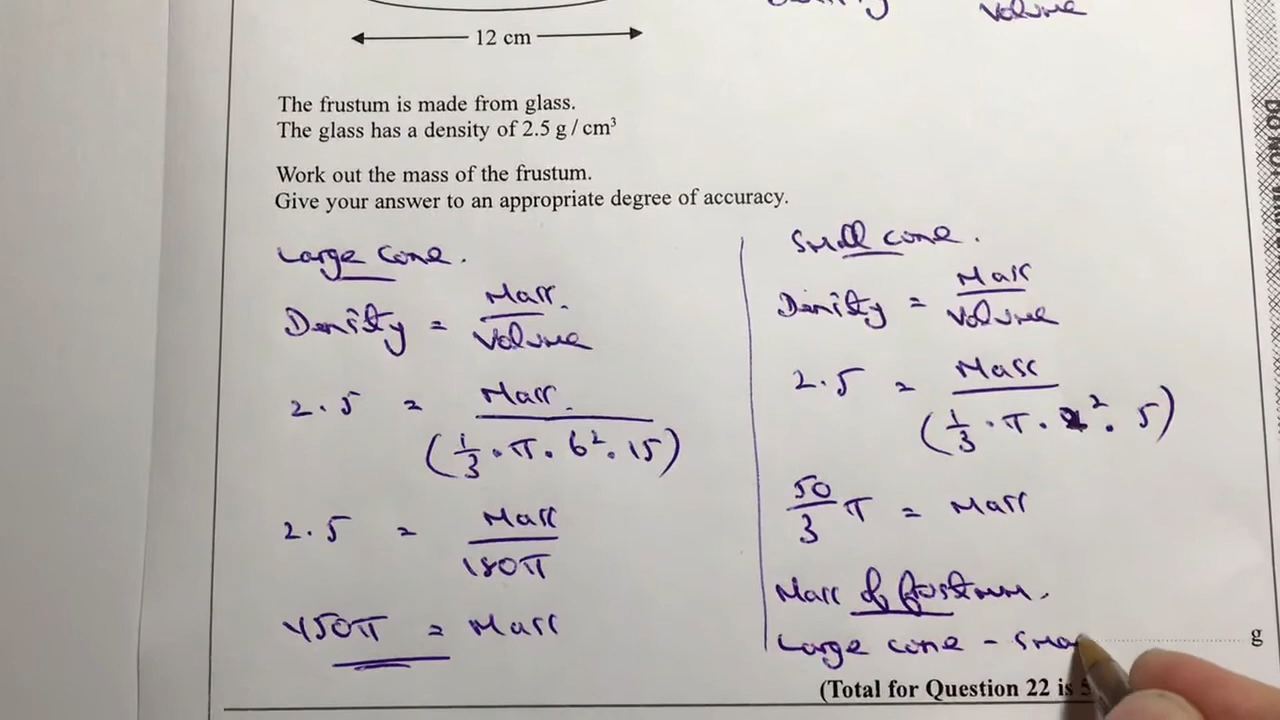 Volume
12 cm
The frustum is made from glass.
The glass has a density of 2.5 g / cm³
Work out the mass of the frustum.
Give your answer to an appropriate degree of accuracy.
Large cone.
Density = Mass / Volume
2.5 = Mass / (1/3 · π · 6² · 15)
2.5 = Mass / 180π
450π = Mass
Small cone.
Density = Mass / Volume
2.5 = Mass / (1/3 · π · 2² · 5)
50/3 π = Mass
Mass of frustum.
Large cone - Sma
g
(Total for Question 22 is 5